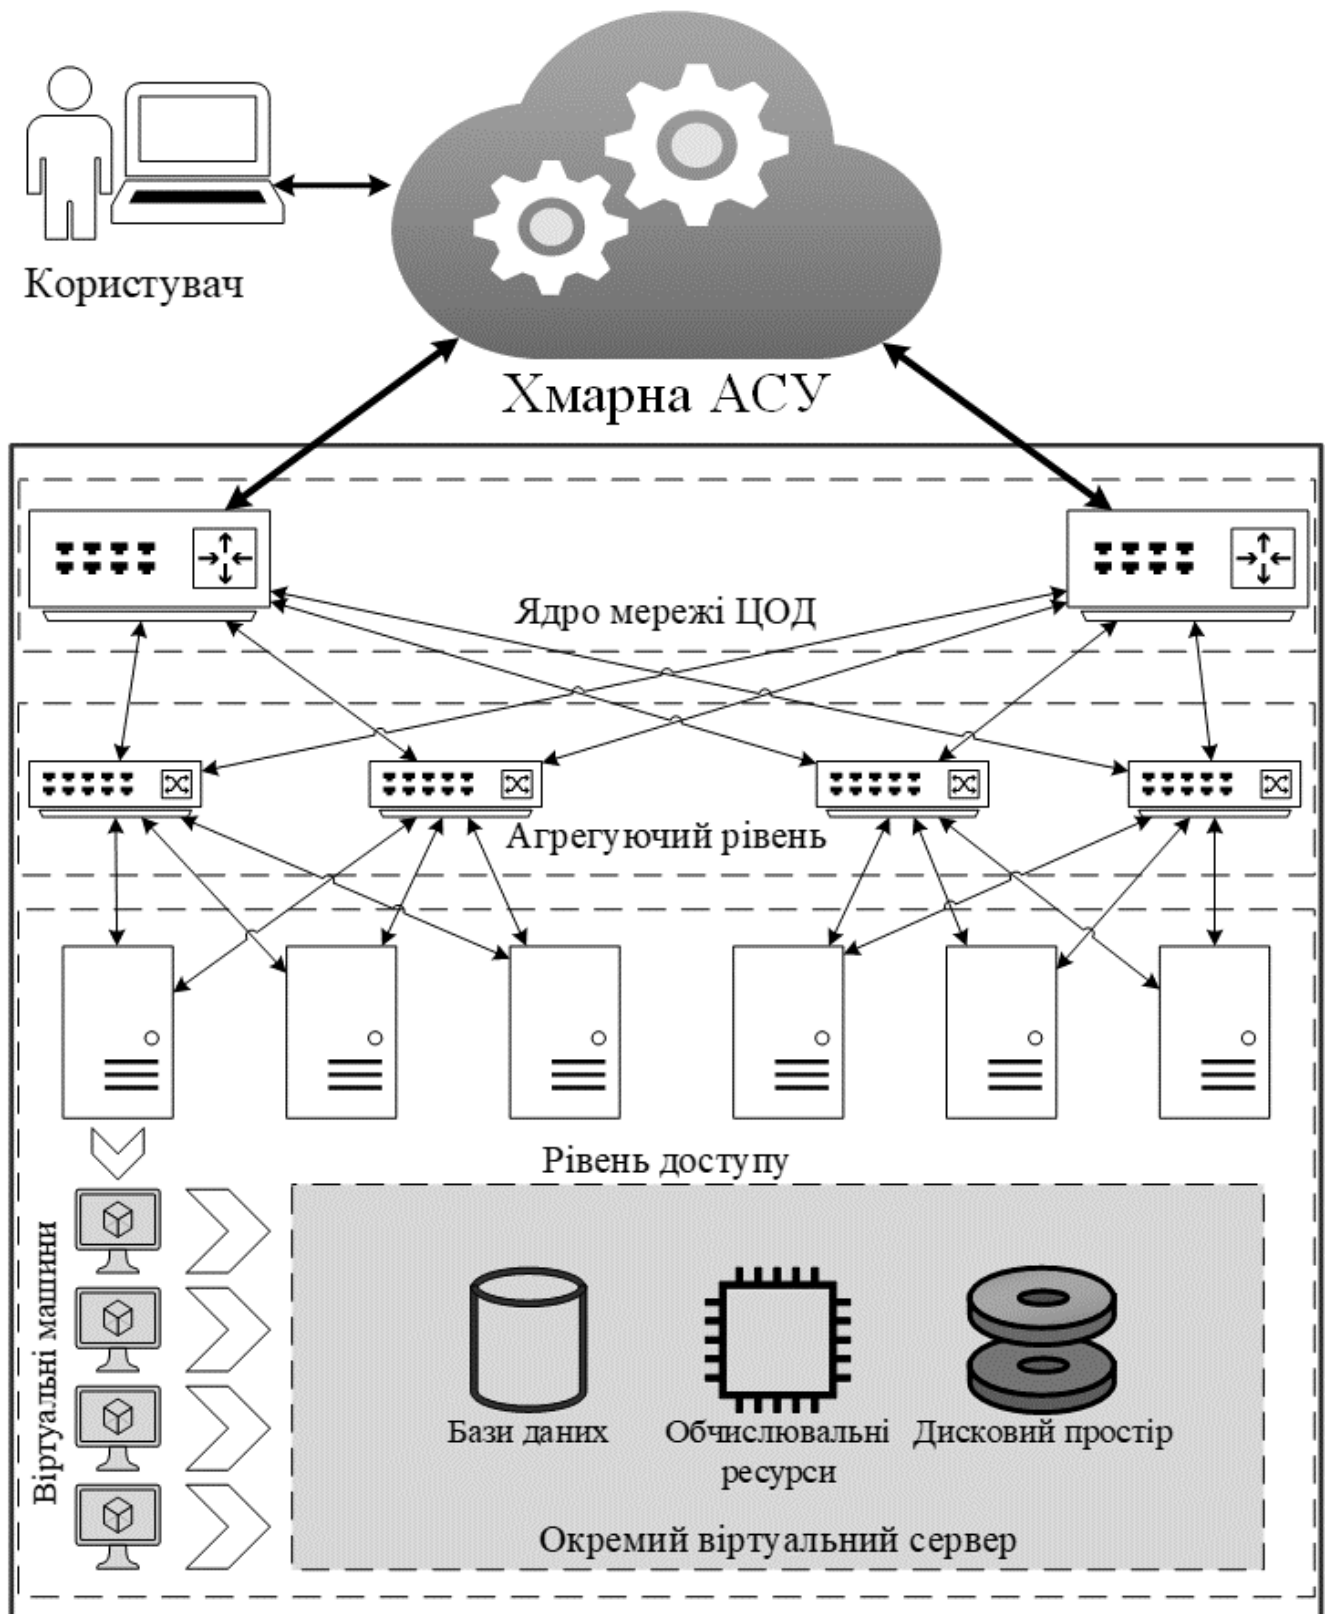 Користувач
Хмарна АСУ
Ядро мережі ЦОД
Агрегуючий рівень
Рівень доступу
Віртуальні машини
Бази даних
Обчислювальні
ресурси
Дисковий простір
Окремий віртуальний сервер